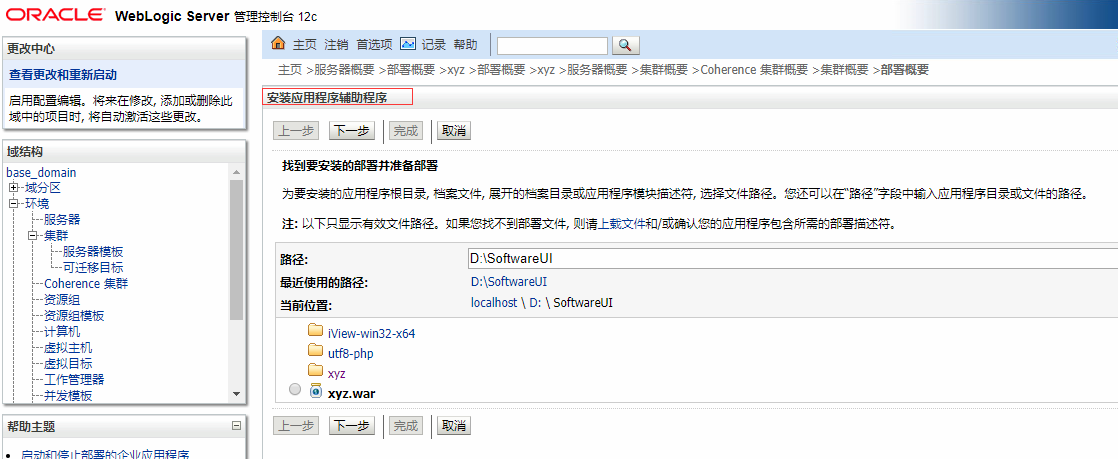 ORACLE WebLogic Server 管理控制台 12c
更改中心
查看更改和重新启动
启用配置编辑。将来在修改, 添加或删除此
域中的项目时, 将自动激活这些更改。
域结构
base_domain
域分区
环境
服务器
集群
服务器模板
可迁移目标
Coherence 集群
资源组
资源组模板
计算机
虚拟主机
虚拟目标
工作管理器
并发模板
帮助主题
启动和停止部署的企业应用程序
主页 注销 首选项 记录 帮助
主页 >服务器概要 >部署概要 >xyz >部署概要 >xyz >服务器概要 >集群概要 >Coherence 集群概要 >集群概要 >部署概要
安装应用程序辅助程序
上一步 下一步 完成 取消
找到要安装的部署并准备部署
为要安装的应用程序根目录, 档案文件, 展开的档案目录或应用程序模块描述符, 选择文件路径。您还可以在“路径”字段中输入应用程序目录或文件的路径。
注: 以下只显示有效文件路径。如果您找不到部署文件, 则请上载文件和/或确认您的应用程序包含所需的部署描述符。
路径: D:\SoftwareUI
最近使用的路径: D:\SoftwareUI
当前位置: localhost \ D: \ SoftwareUI
iView-win32-x64
utf8-php
xyz
xyz.war
上一步 下一步 完成 取消